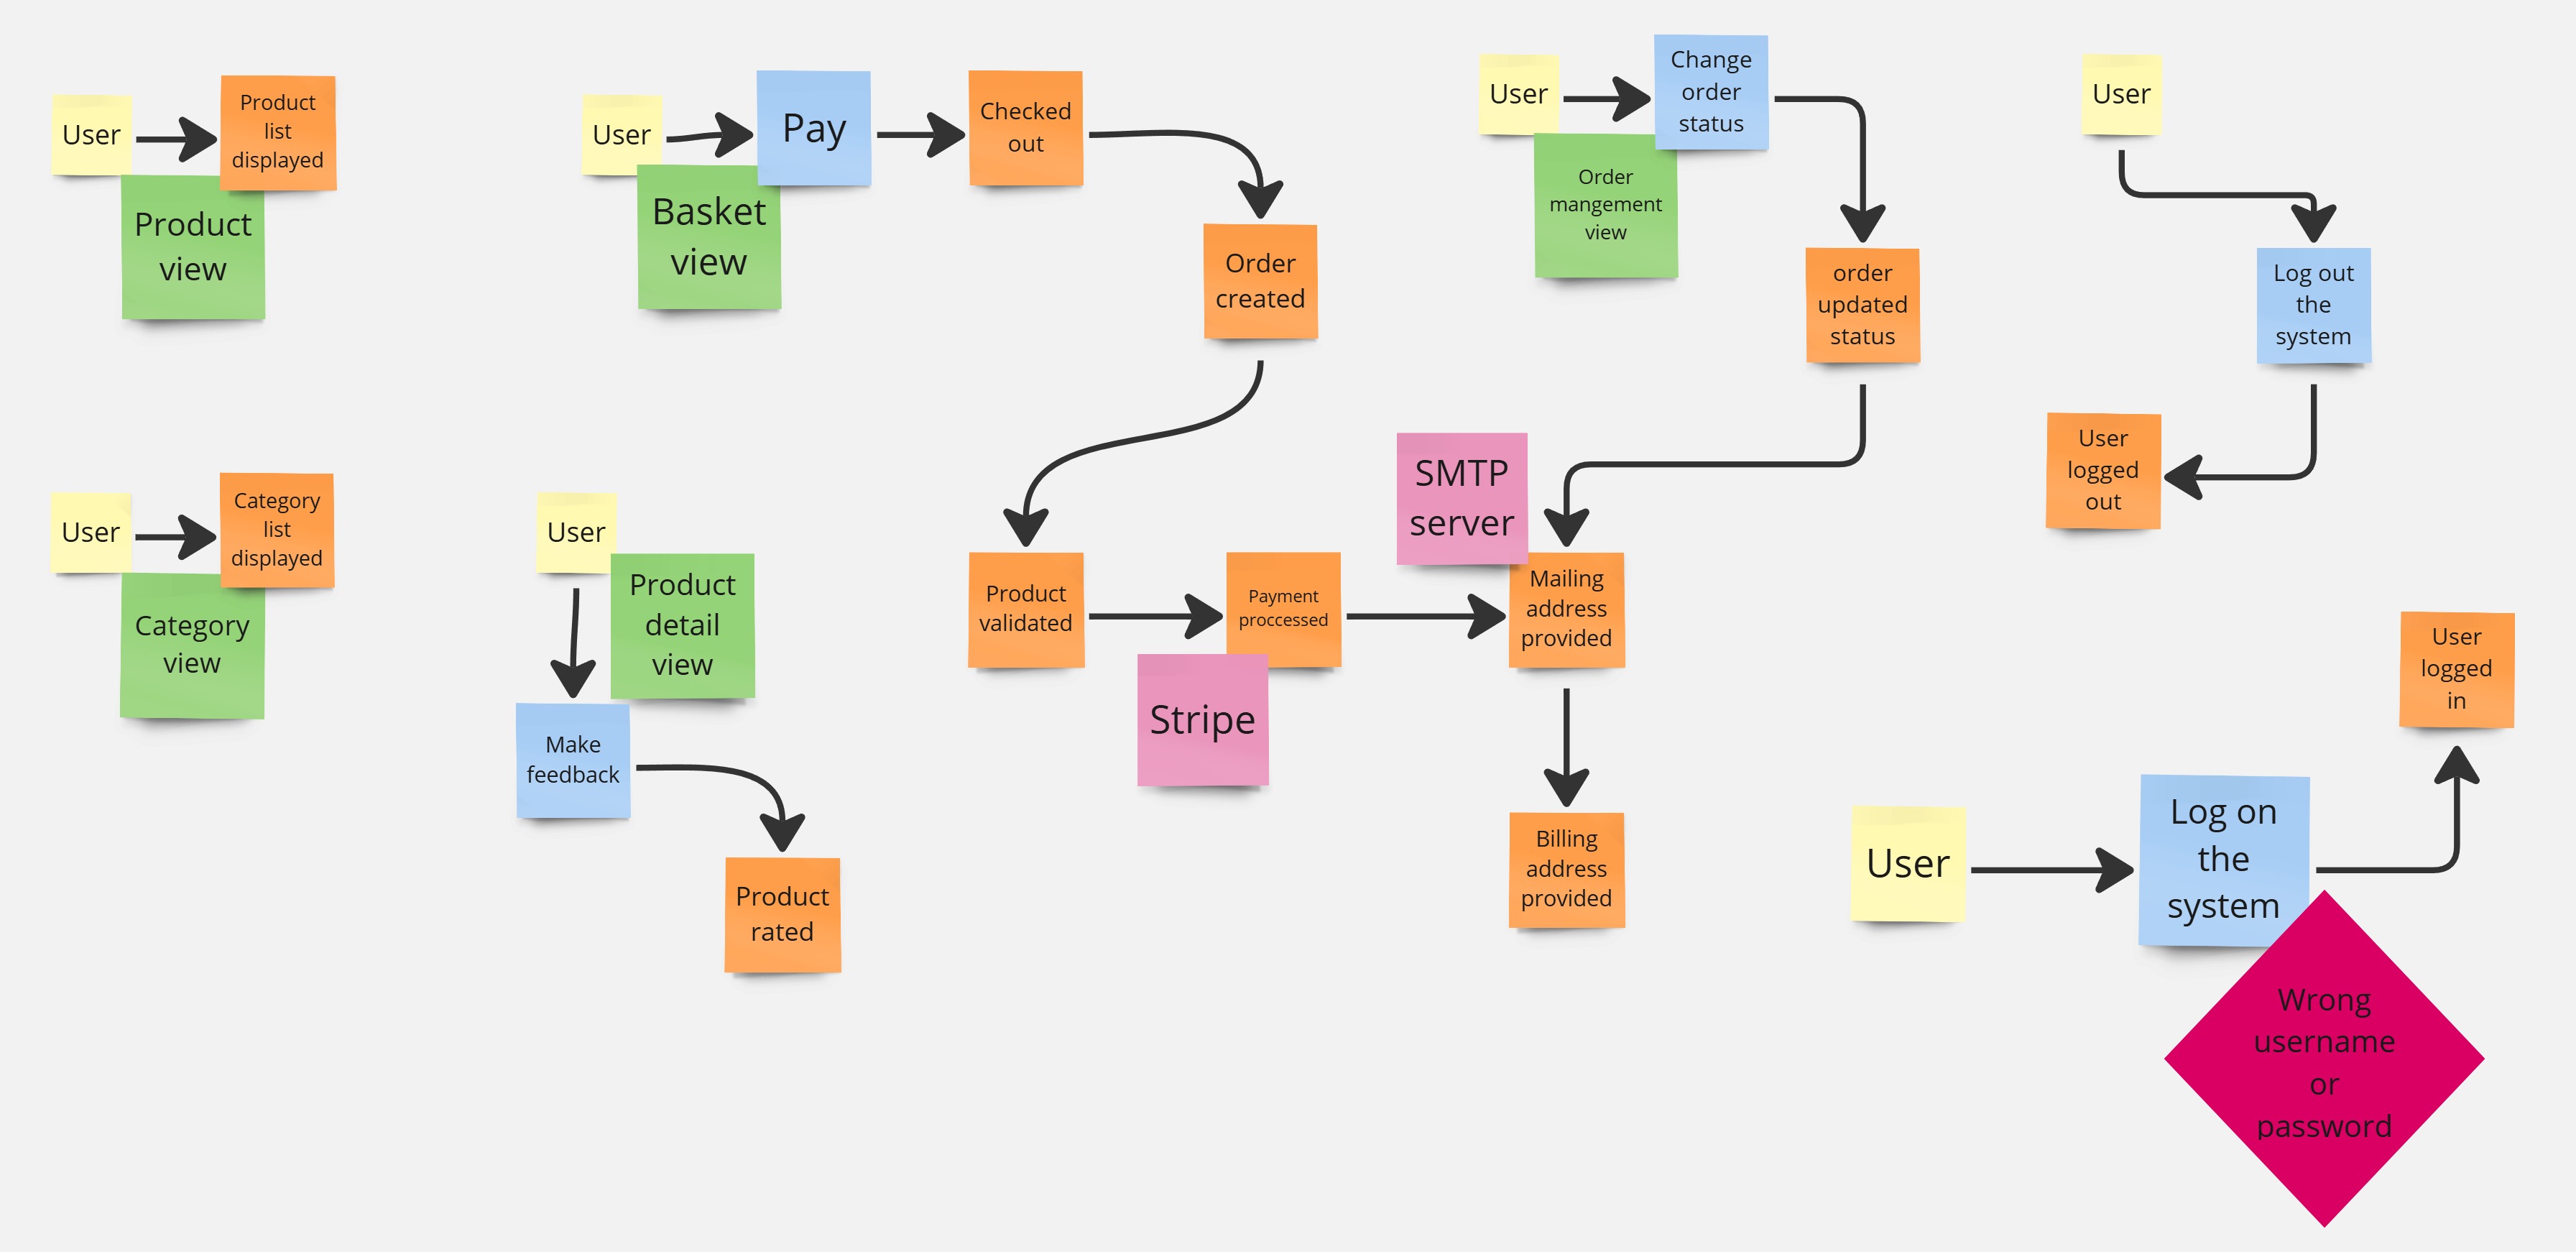 User
Product
list
displayed
Product
view
User
Pay
Basket
view
Checked
out
Order
created
User
Change
order
status
Order
mangement
view
order
updated
status
User
Log out
the
system
User
logged
out
User
Category
list
displayed
Category
view
User
Product
detail
view
Make
feedback
Product
rated
Product
validated
Payment
proccessed
Stripe
SMTP
server
Mailing
address
provided
Billing
address
provided
User
Log on
the
system
User
logged
in
Wrong
username
or
password